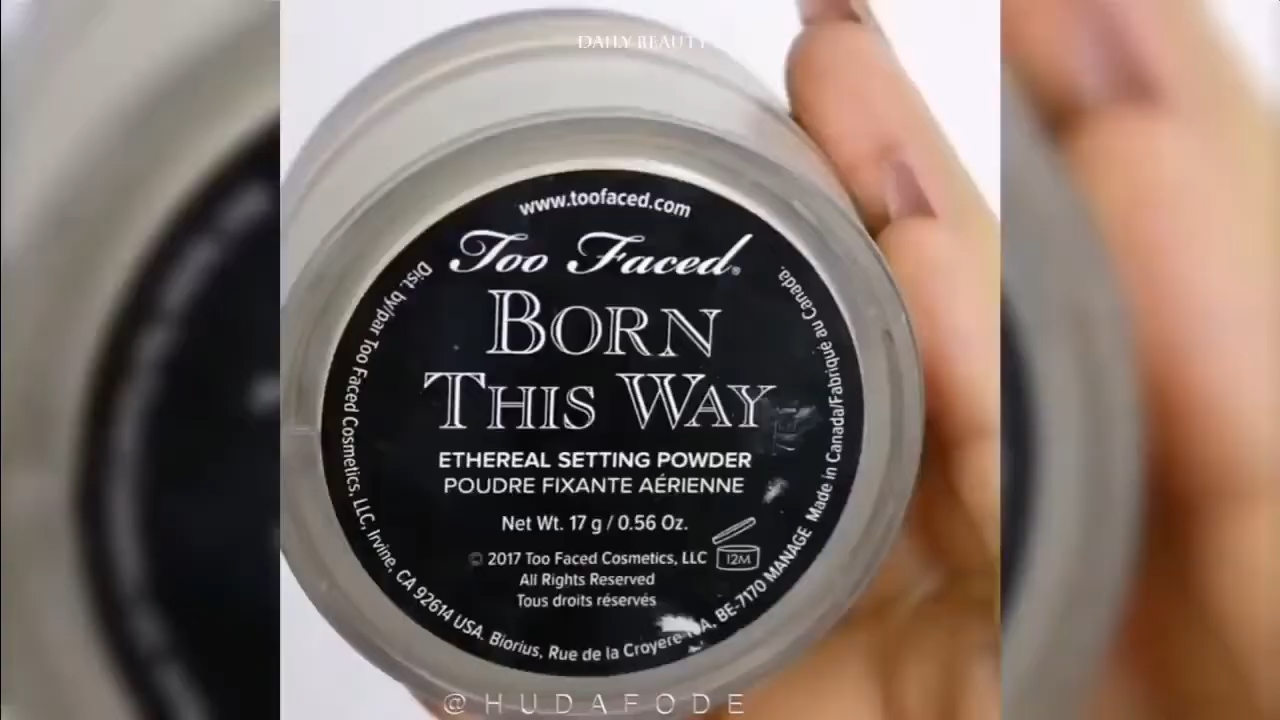 DAILY BEAUTY
www.toofaced.com
Too Faced®
BORN
THIS WAY
ETHEREAL SETTING POWDER
POUDRE FIXANTE AÉRIENNE
Net Wt. 17 g / 0.56 Oz.
© 2017 Too Faced Cosmetics, LLC
12M
All Rights Reserved
Tous droits réservés
Dist. by/par Too Faced Cosmetics, LLC, Irvine, CA 92614 USA. Biorius, Rue de la Croyere BE-7170 MANAGE Made in Canada/Fabriqué au Canada.
@HUDAFODE